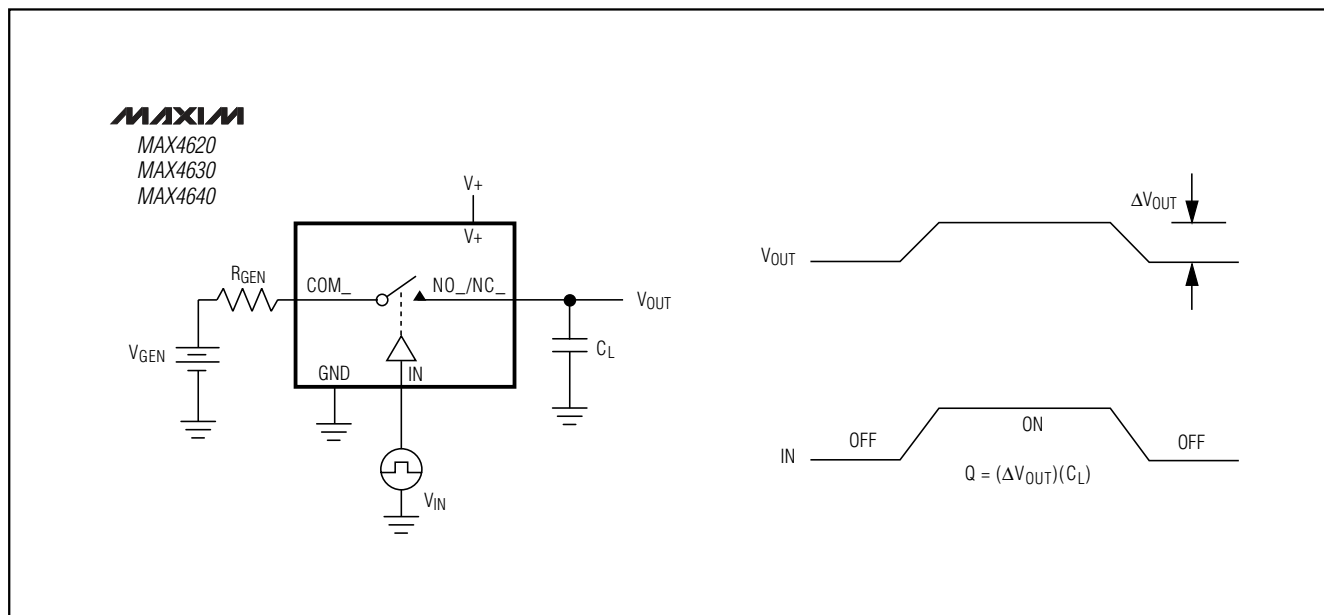 MAXIM
MAX4620
MAX4630
MAX4640
V+
V+
RGEN
COM_
NO_/NC_
VOUT
VGEN
CL
GND
IN
VIN
ΔVOUT
VOUT
IN
OFF
ON
OFF
Q = (ΔVOUT)(CL)